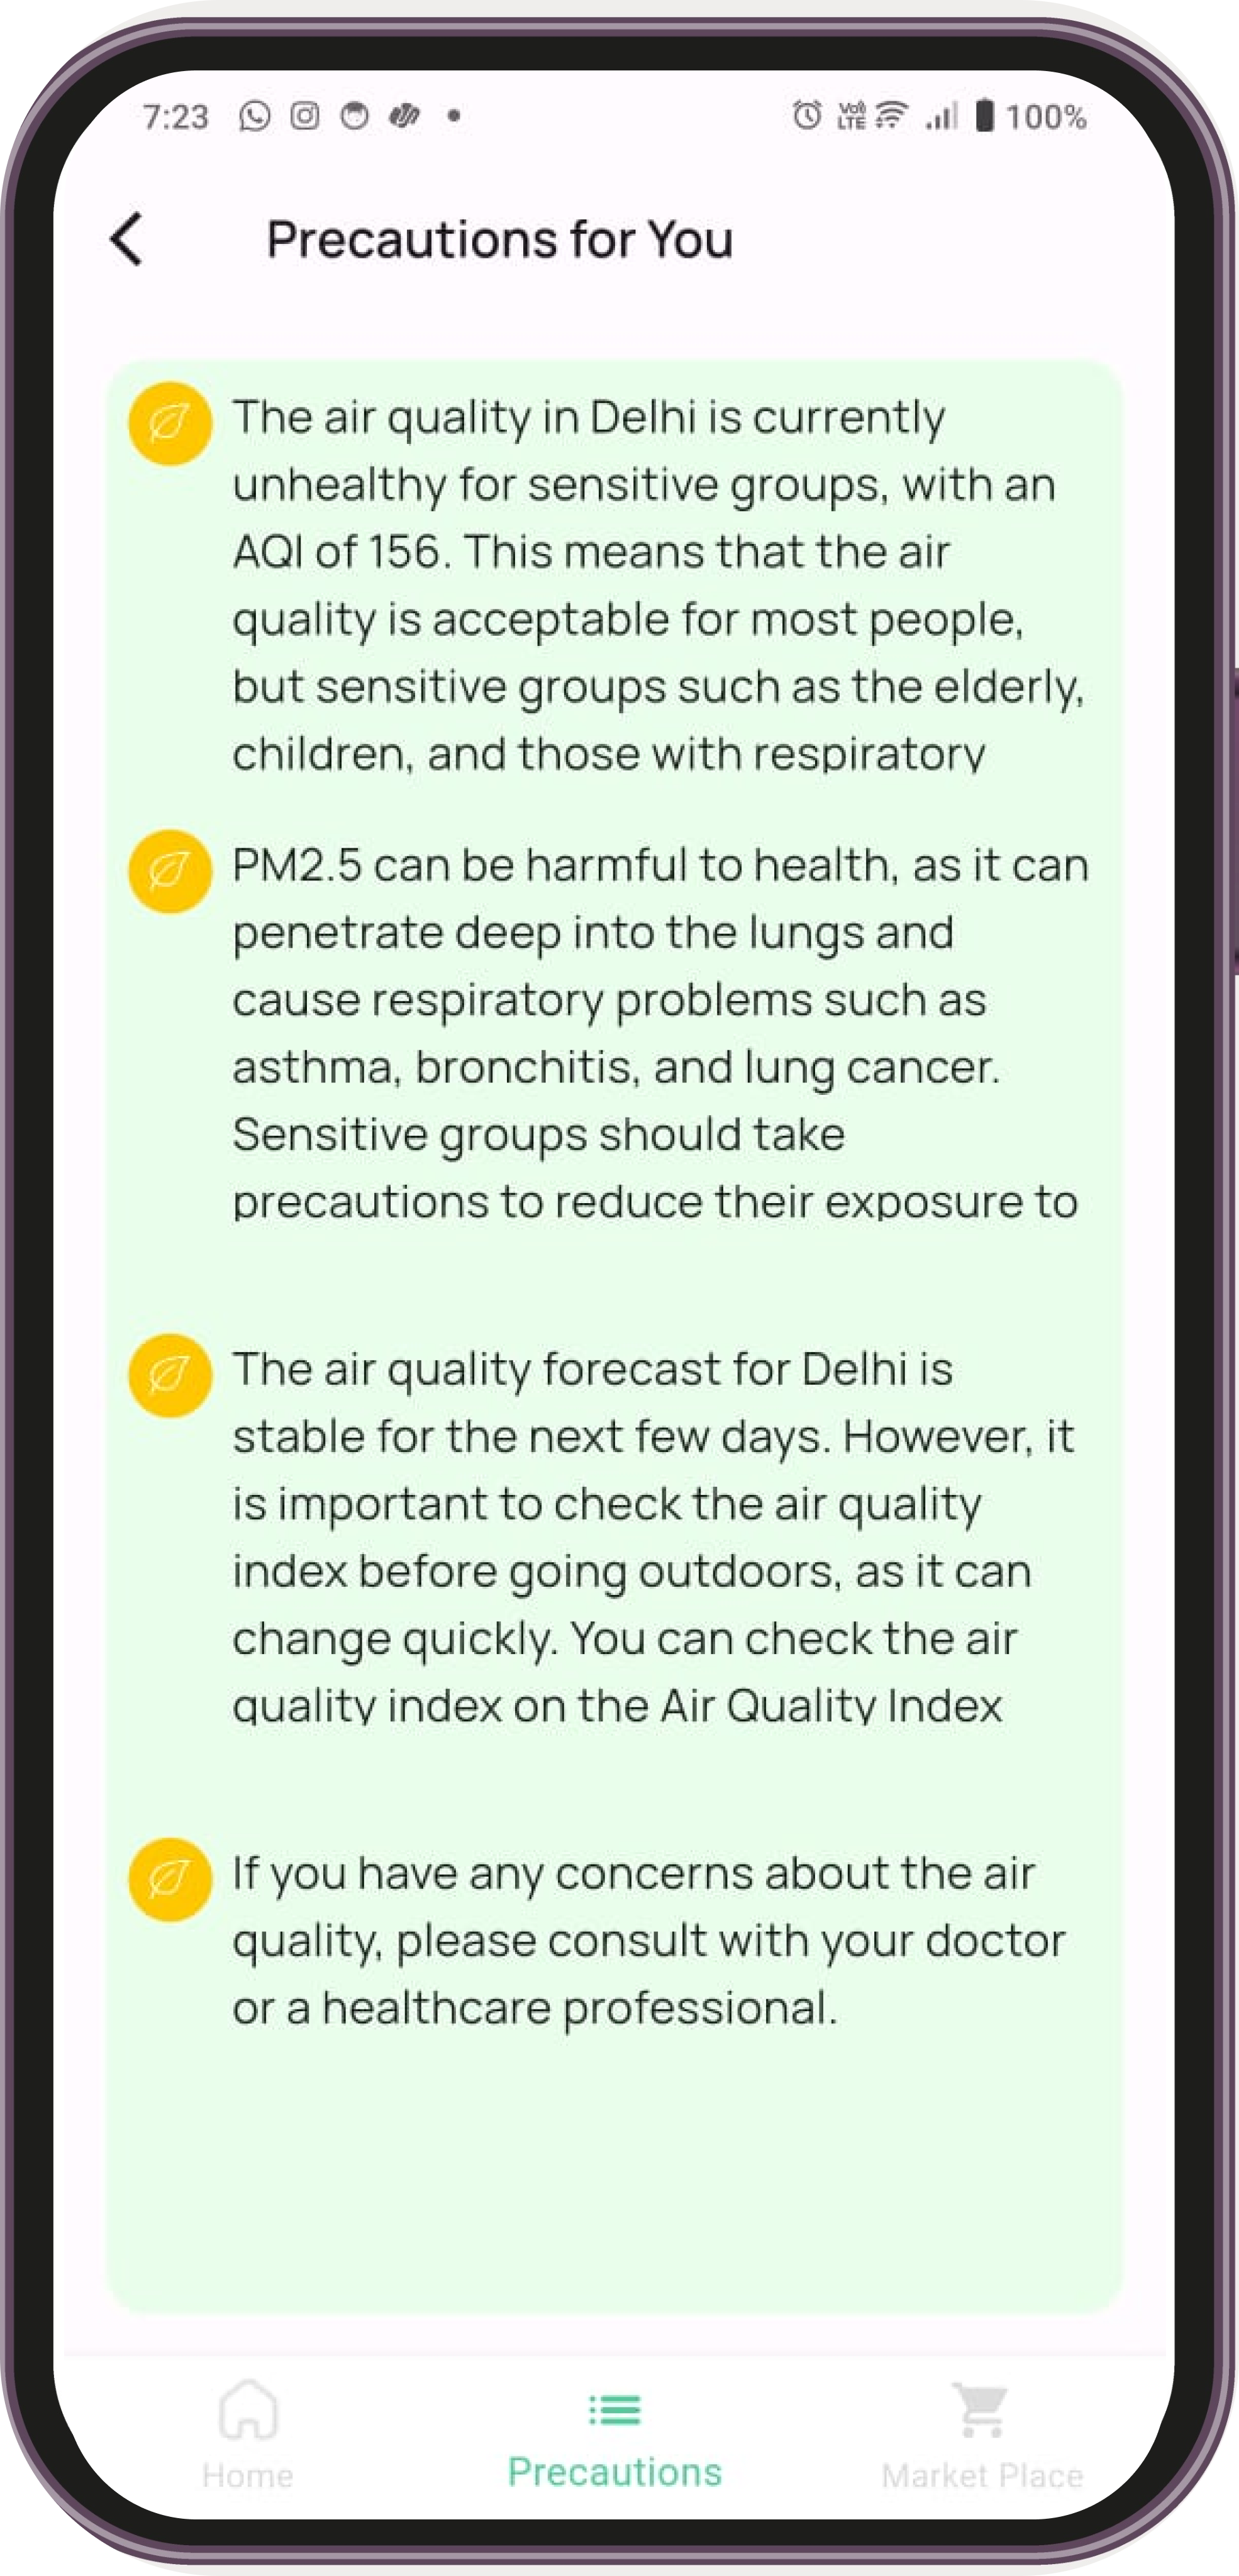 7:23
Vo) LTE
100%
Precautions for You
The air quality in Delhi is currently
unhealthy for sensitive groups, with an
AQI of 156. This means that the air
quality is acceptable for most people,
but sensitive groups such as the elderly,
children, and those with respiratory
PM2.5 can be harmful to health, as it can
penetrate deep into the lungs and
cause respiratory problems such as
asthma, bronchitis, and lung cancer.
Sensitive groups should take
precautions to reduce their exposure to
The air quality forecast for Delhi is
stable for the next few days. However, it
is important to check the air quality
index before going outdoors, as it can
change quickly. You can check the air
quality index on the Air Quality Index
If you have any concerns about the air
quality, please consult with your doctor
or a healthcare professional.
Home
Precautions
Market Place